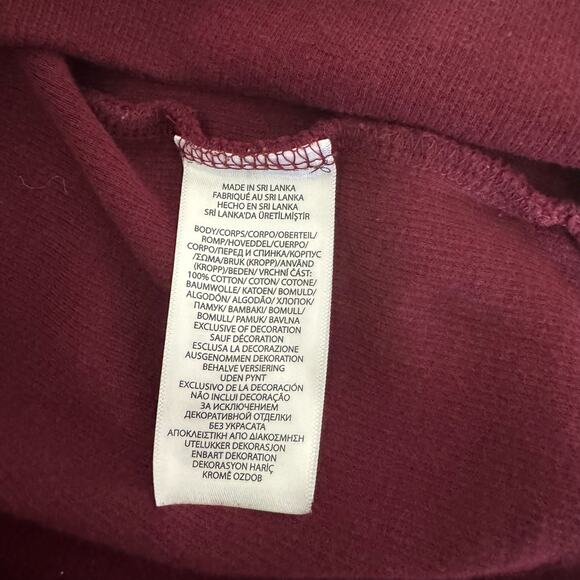 MADE IN SRI LANKA
FABRIQUÉ AU SRI LANKA
HECHO EN SRI LANKA
SRİ LANKA'DA ÜRETİLMİŞTİR
BODY/CORPS/CORPO/OBERTEIL/
ROMP/HOVEDDEL/CUERPO/
CORPO/ПЕРЕД И СПИНКА/КОРПУС
/ΣΩΜΑ/BRUK (KROPP)/ANVÄND
(KROPP)/BEDEN/ VRCHNÍ ČÁST:
100% COTTON/ COTON/ COTONE/
BAUMWOLLE/ KATOEN/ BOMULD/
ALGODÓN/ ALGODÃO/ ХЛОПОК/
ПАМУК/ BAMBAKI/ BOMULL/
BOMULL/ PAMUK/ BAVLNA
EXCLUSIVE OF DECORATION
SAUF DÉCORATION
ESCLUSA LA DECORAZIONE
AUSGENOMMEN DEKORATION
BEHALVE VERSIERING
UDEN PYNT
EXCLUSIVO DE LA DECORACIÓN
NÃO INCLUI DECORAÇÃO
ЗА ИСКЛЮЧЕНИЕМ
ДЕКОРАТИВНОЙ ОТДЕЛКИ
БЕЗ УКРАСАТА
ΑΠΟΚΛΕΙΣΤΙΚΗ ΑΠΟ ΔΙΑΚΟΣΜΗΣΗ
UTELUKKER DEKORASJON
ENBART DEKORATION
DEKORASYON HARİÇ
KROMĚ OZDOB